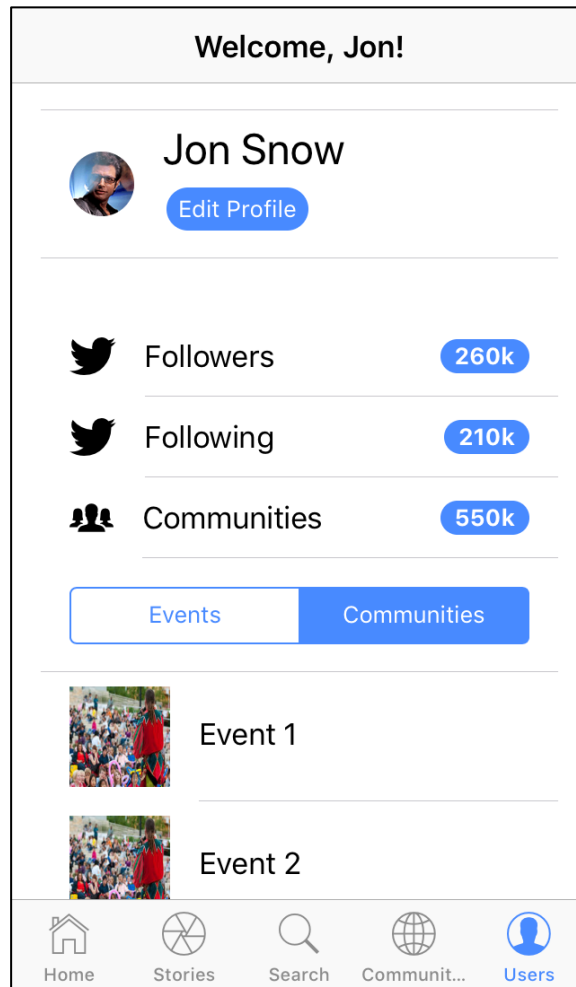 Welcome, Jon!
Jon Snow
Edit Profile
Followers 260k
Following 210k
Communities 550k
Events Communities
Event 1
Event 2
Home Stories Search Communit... Users